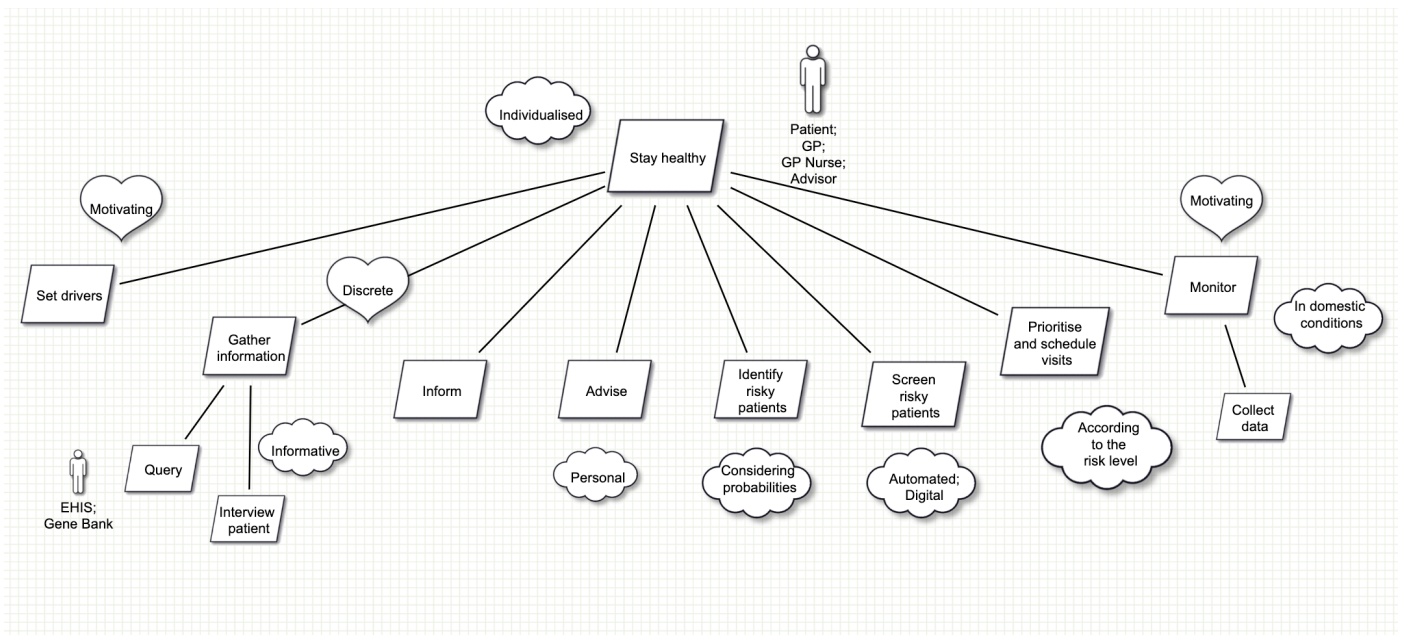 Individualised
Stay healthy
Patient;
GP;
GP Nurse;
Advisor
Motivating
Set drivers
Discrete
Gather
information
Query
EHIS;
Gene Bank
Informative
Interview
patient
Inform
Advise
Personal
Identify
risky
patients
Considering
probabilities
Screen
risky
patients
Automated;
Digital
Prioritise
and schedule
visits
According
to the
risk level
Motivating
Monitor
In domestic
conditions
Collect
data